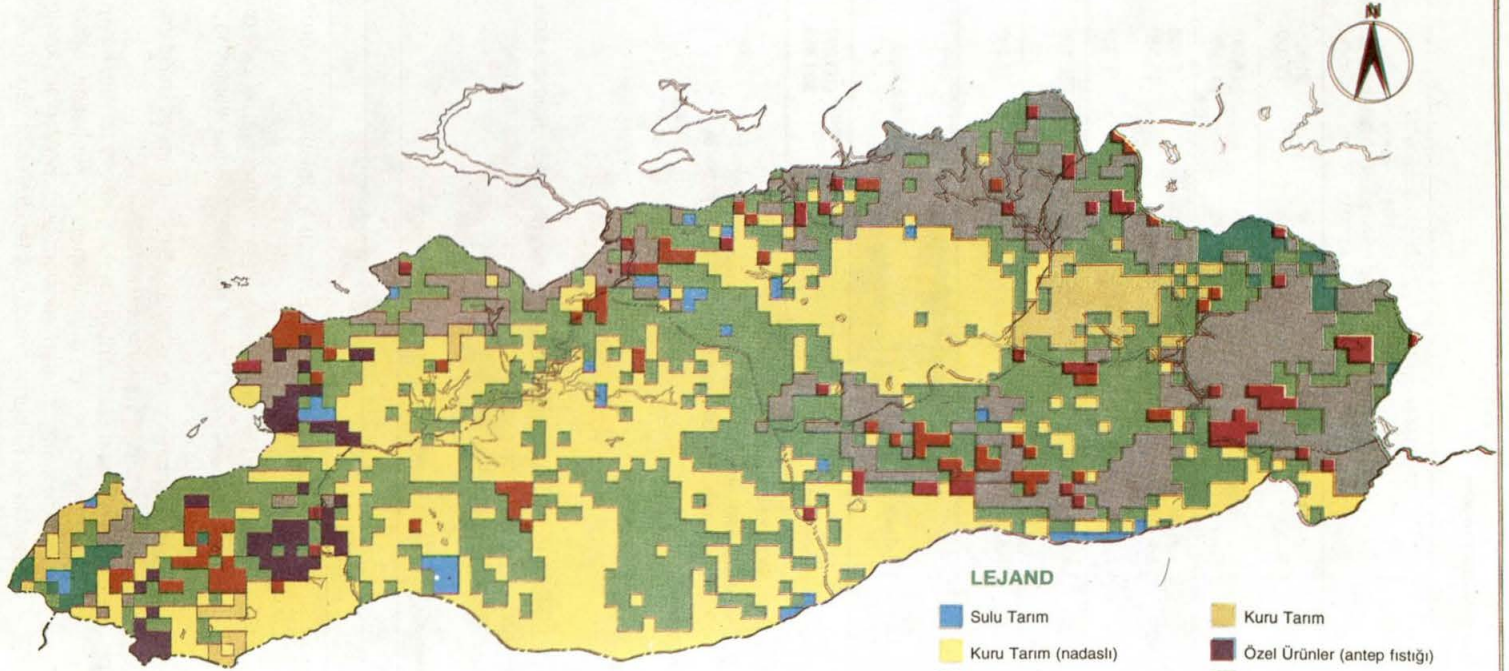 N
LEJAND
Sulu Tarım
Kuru Tarım
Kuru Tarım (nadaslı)
Özel Ürünler (antep fıstığı)